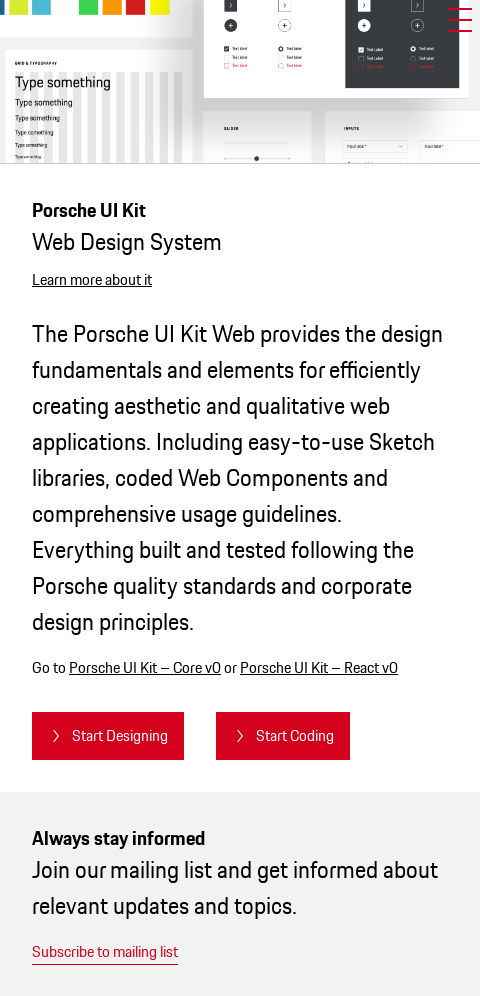 GRID & TYPOGRAPHY
Type something
Type something
Type something
Type something
Type something
Type something
Text label Text label
Text label Text label
Text label Text label
Text label Text label
Text label Text label
Text label Text label
SLIDER
INPUTS
Input label * Input label *
Porsche UI Kit
Web Design System
Learn more about it
The Porsche UI Kit Web provides the design
fundamentals and elements for efficiently
creating aesthetic and qualitative web
applications. Including easy-to-use Sketch
libraries, coded Web Components and
comprehensive usage guidelines.
Everything built and tested following the
Porsche quality standards and corporate
design principles.
Go to Porsche UI Kit – Core v0 or Porsche UI Kit – React v0
Start Designing Start Coding
Always stay informed
Join our mailing list and get informed about
relevant updates and topics.
Subscribe to mailing list